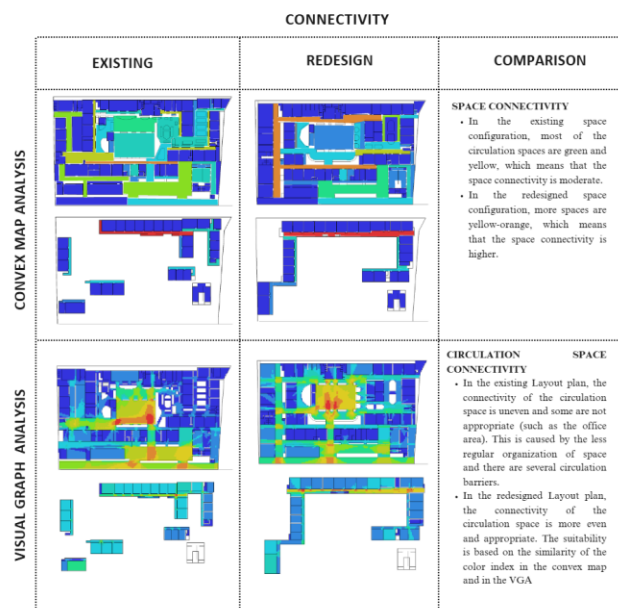 CONNECTIVITY
EXISTING
REDESIGN
COMPARISON
CONVEX MAP ANALYSIS
SPACE CONNECTIVITY
• In the existing space
configuration, most of the
circulation spaces are green and
yellow, which means that the
space connectivity is moderate.
• In the redesigned space
configuration, more spaces are
yellow-orange, which means
that the space connectivity is
higher.
VISUAL GRAPH ANALYSIS
CIRCULATION SPACE
CONNECTIVITY
• In the existing Layout plan, the
connectivity of the circulation
space is uneven and some are not
appropriate (such as the office
area). This is caused by the less
regular organization of space
and there are several circulation
barriers.
• In the redesigned Layout plan,
the connectivity of the
circulation space is more even
and appropriate. The suitability
is based on the similarity of the
color index in the convex map
and in the VGA